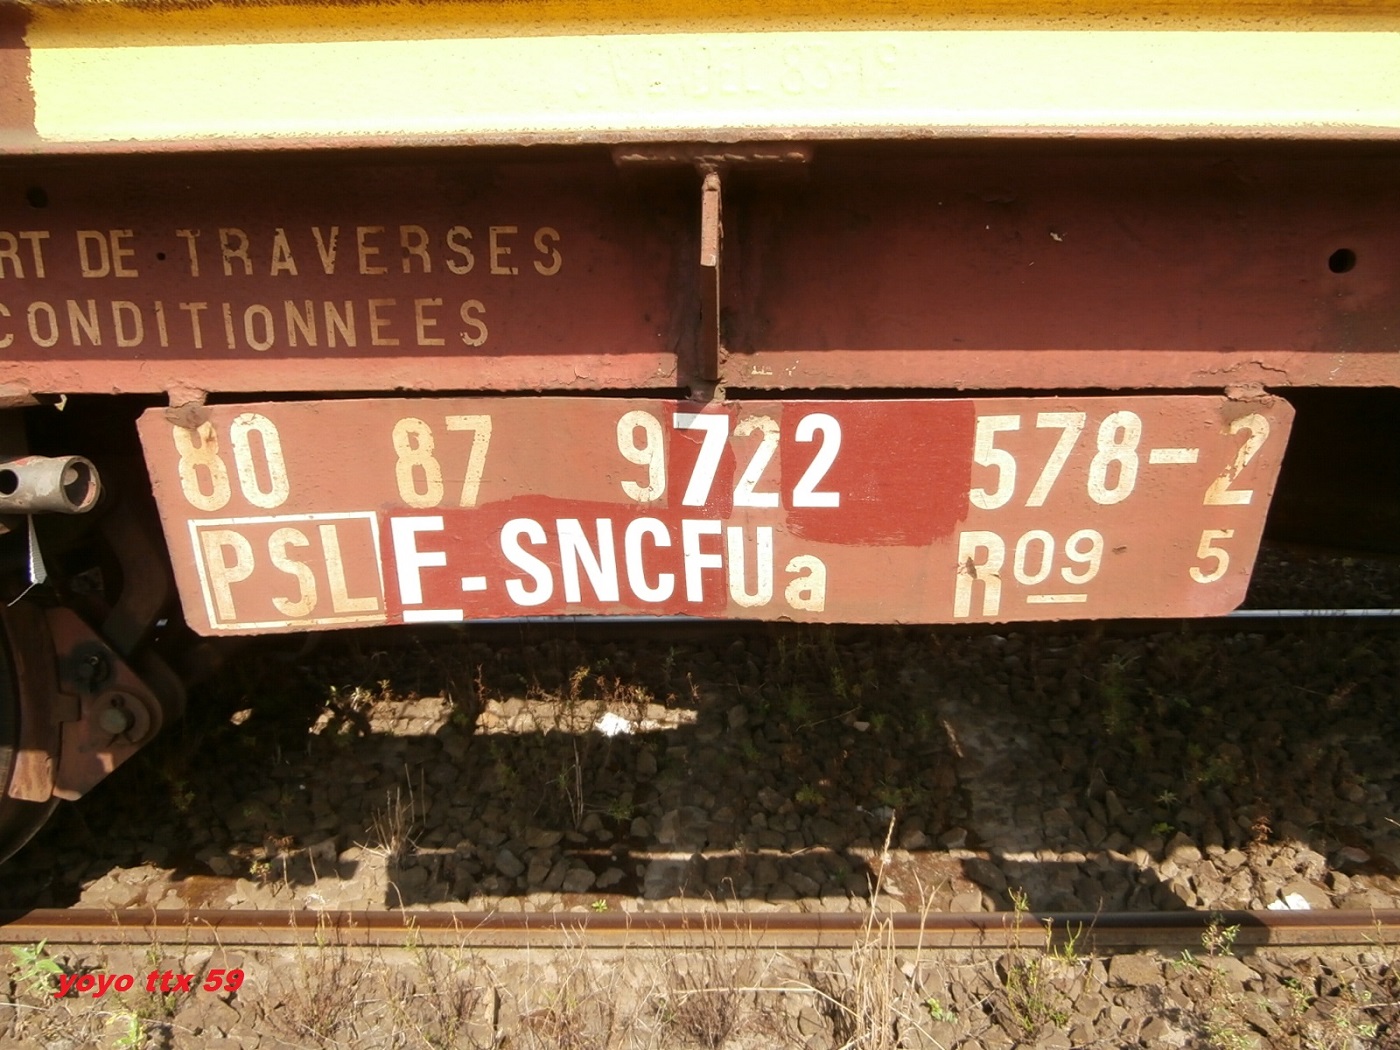 RT DE TRAVERSES
CONDITIONNEES
80 87 9722 578-2
PSL F-SNCF Ua R09 5
yoyo ttx 59